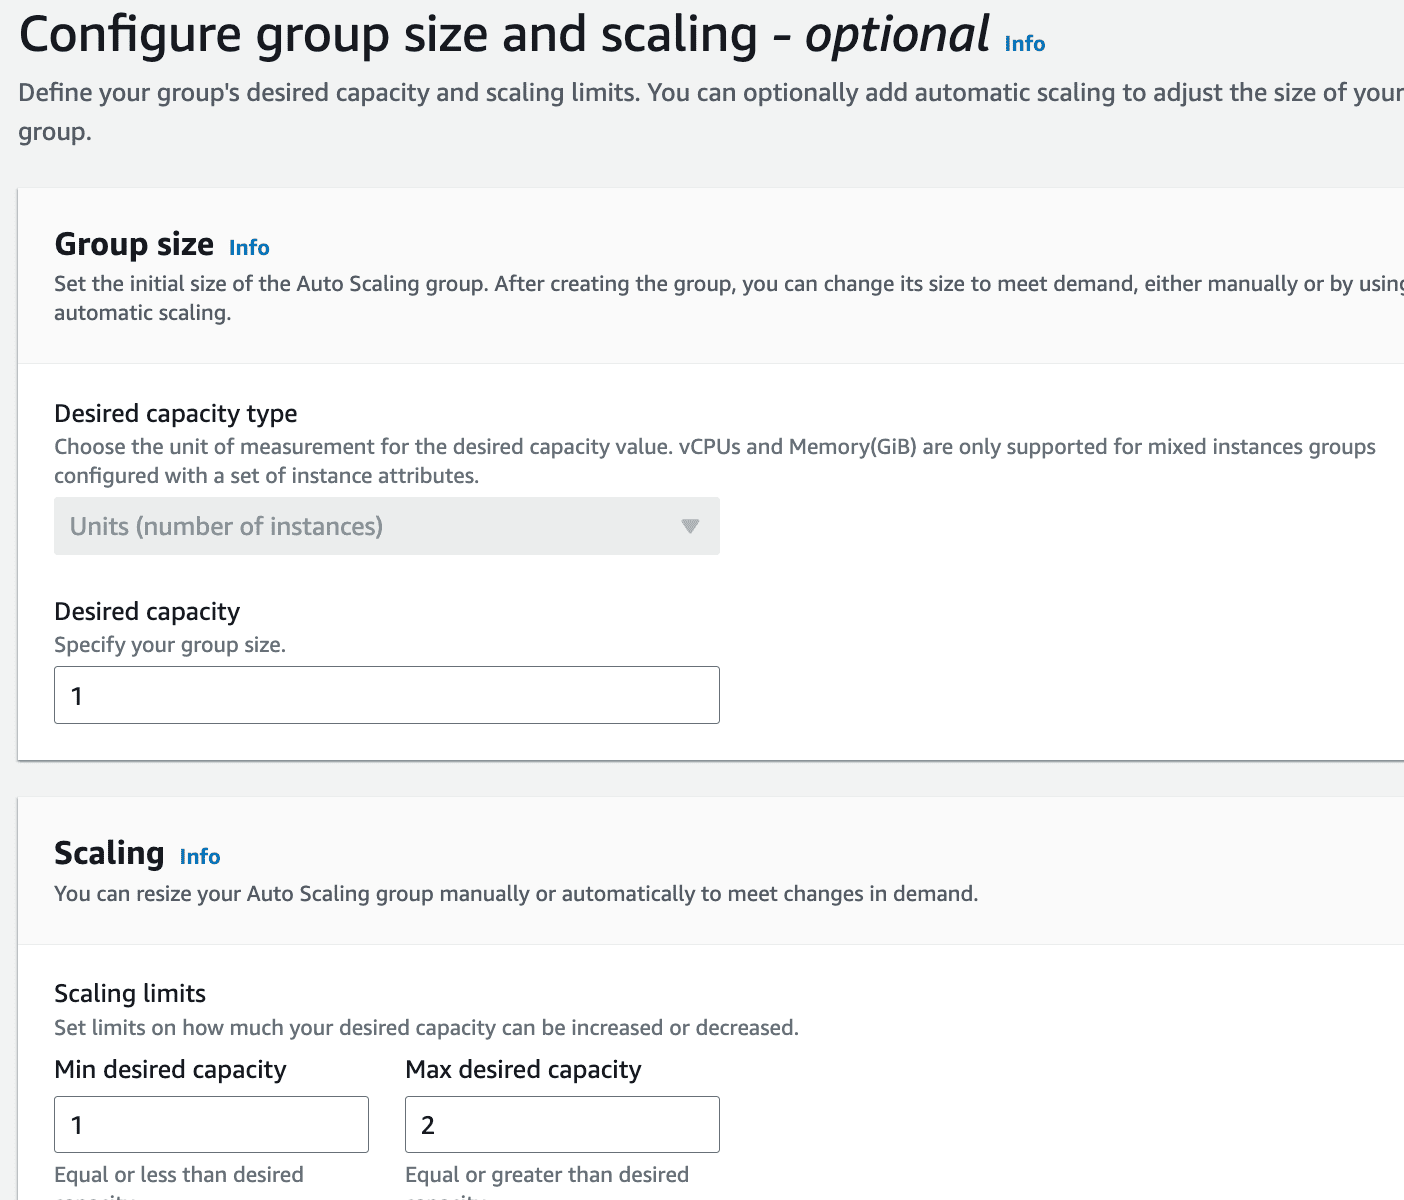 Configure group size and scaling - optional Info
Define your group's desired capacity and scaling limits. You can optionally add automatic scaling to adjust the size of your
group.
Group size Info
Set the initial size of the Auto Scaling group. After creating the group, you can change its size to meet demand, either manually or by using
automatic scaling.
Desired capacity type
Choose the unit of measurement for the desired capacity value. vCPUs and Memory(GiB) are only supported for mixed instances groups
configured with a set of instance attributes.
Units (number of instances)
Desired capacity
Specify your group size.
1
Scaling Info
You can resize your Auto Scaling group manually or automatically to meet changes in demand.
Scaling limits
Set limits on how much your desired capacity can be increased or decreased.
Min desired capacity Max desired capacity
1 2
Equal or less than desired Equal or greater than desired